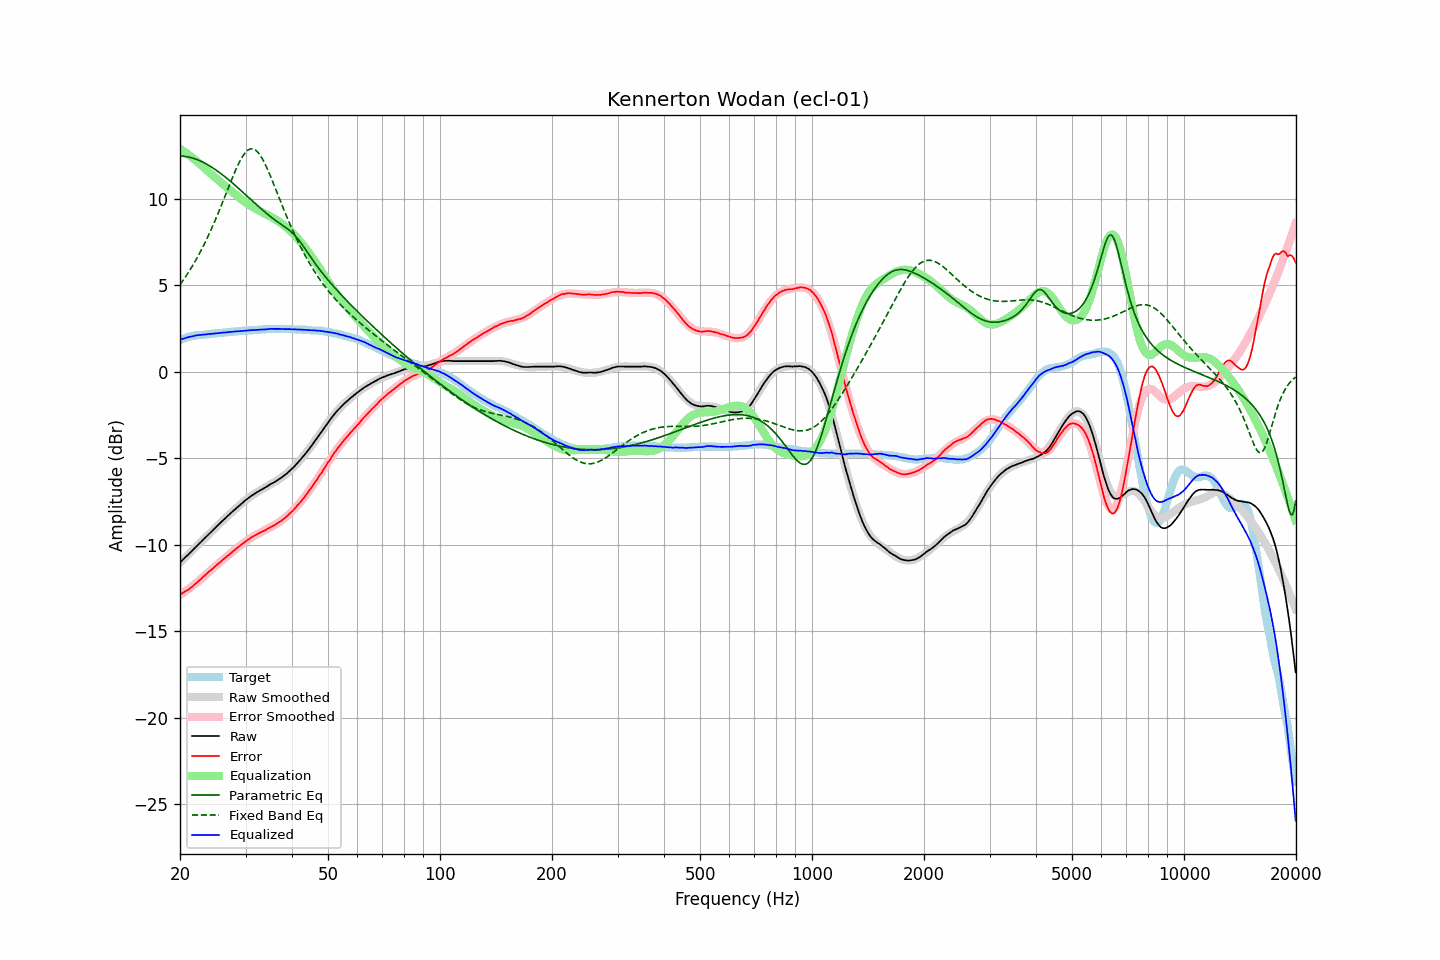 Kennerton Wodan (ecl-01)
Amplitude (dBr)
10
5
0
−5
−10
−15
−20
−25
Target
Raw Smoothed
Error Smoothed
Raw
Error
Equalization
Parametric Eq
Fixed Band Eq
Equalized
20 50 100 200 500 1000 2000 5000 10000 20000
Frequency (Hz)